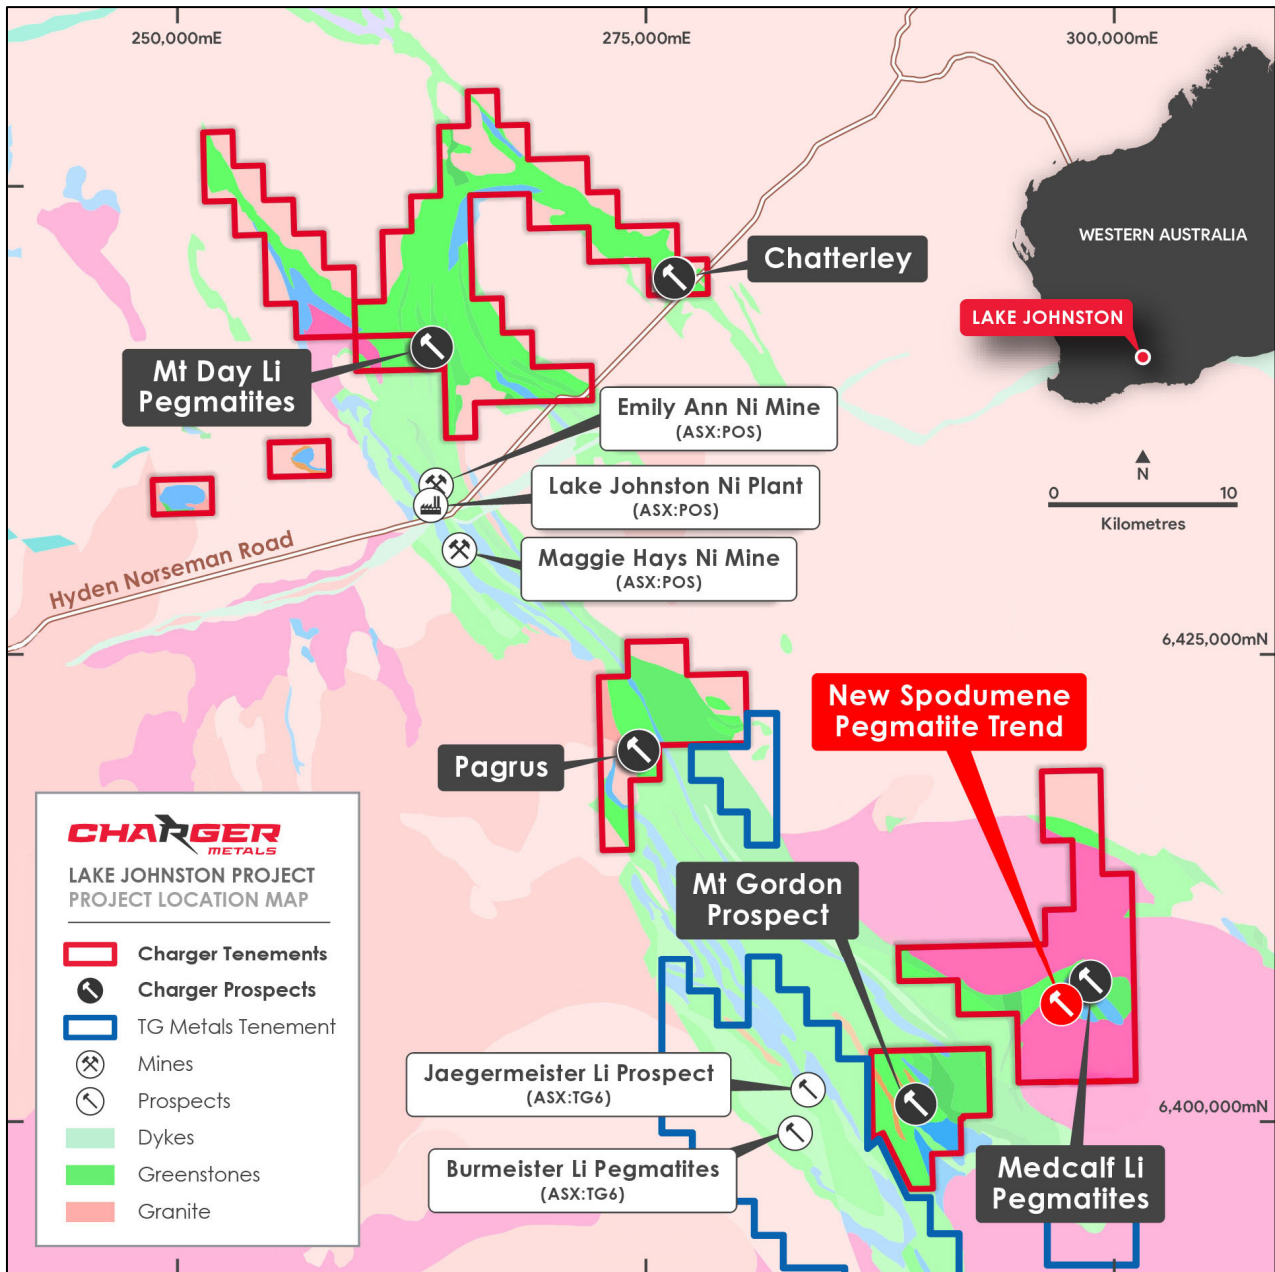 250,000mE
275,000mE
300,000mE
WESTERN AUSTRALIA
Chatterley
LAKE JOHNSTON
Mt Day Li
Pegmatites
Emily Ann Ni Mine
(ASX:POS)
N
Lake Johnston Ni Plant
(ASX:POS)
0 10
Kilometres
Hyden Norseman Road
Maggie Hays Ni Mine
(ASX:POS)
6,425,000mN
New Spodumene
Pegmatite Trend
Pagrus
Mt Gordon
Prospect
CHARGER
METALS
LAKE JOHNSTON PROJECT
PROJECT LOCATION MAP
Charger Tenements
Charger Prospects
TG Metals Tenement
Mines
Prospects
Dykes
Greenstones
Granite
Jaegermeister Li Prospect
(ASX:TG6)
6,400,000mN
Burmeister Li Pegmatites
(ASX:TG6)
Medcalf Li
Pegmatites